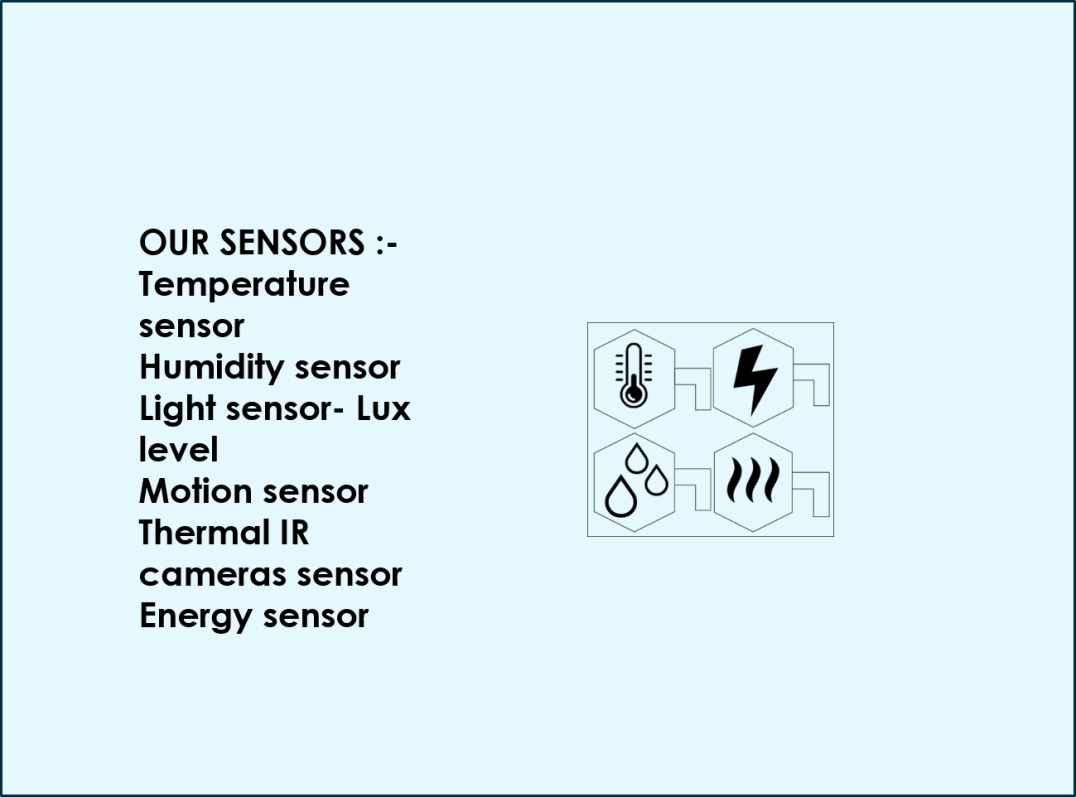 OUR SENSORS :-
Temperature
sensor
Humidity sensor
Light sensor- Lux
level
Motion sensor
Thermal IR
cameras sensor
Energy sensor